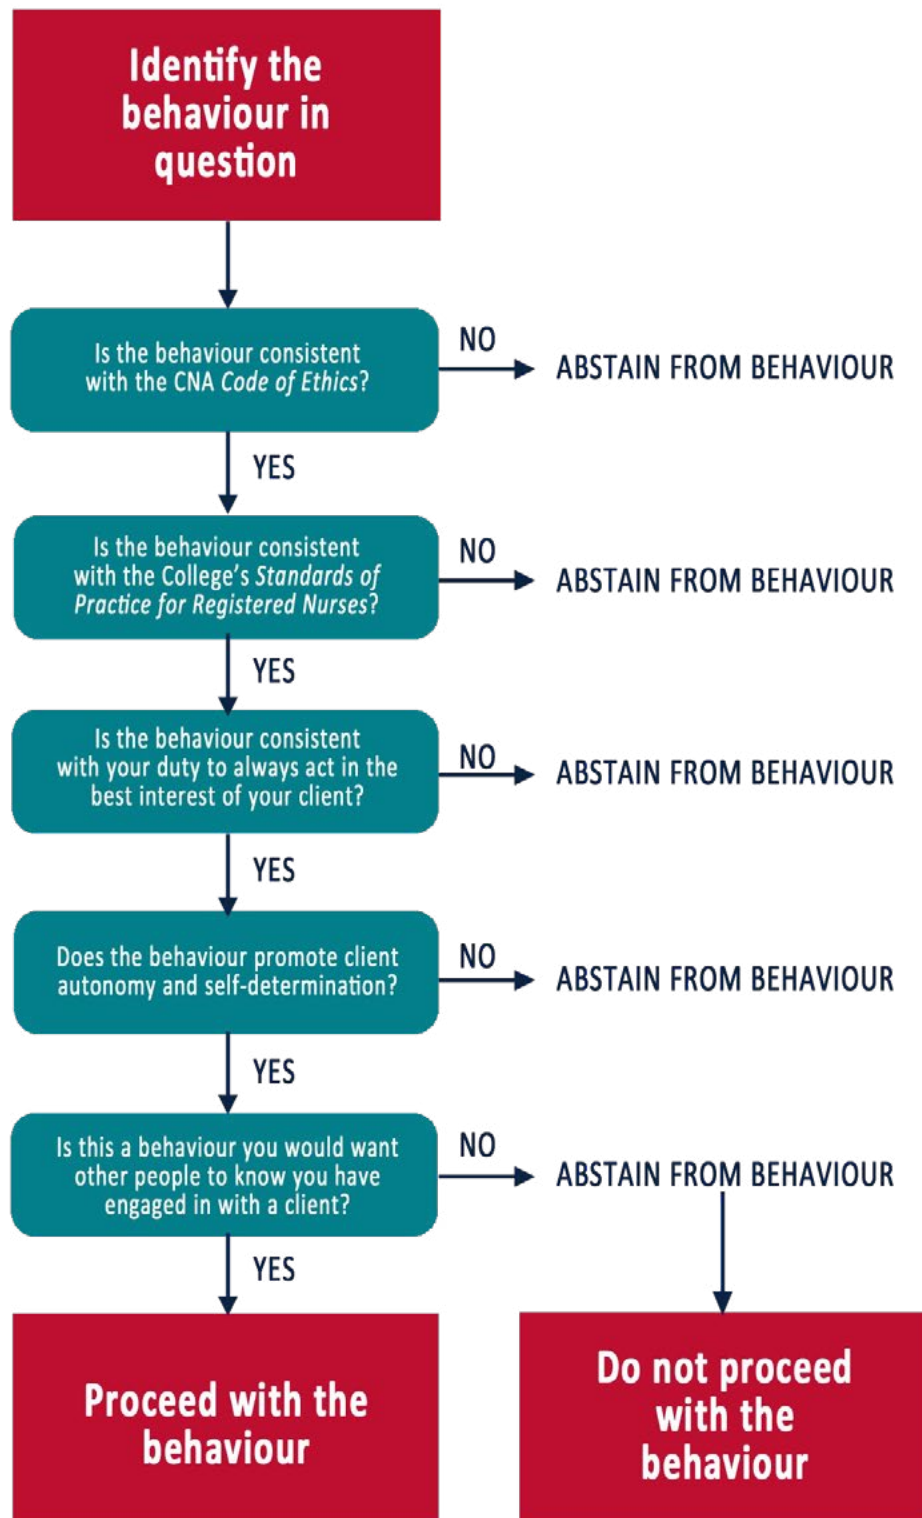 Identify the
behaviour in
question
Is the behaviour consistent
with the CNA Code of Ethics?
NO
ABSTAIN FROM BEHAVIOUR
YES
Is the behaviour consistent
with the College's Standards of
Practice for Registered Nurses?
NO
ABSTAIN FROM BEHAVIOUR
YES
Is the behaviour consistent
with your duty to always act in the
best interest of your client?
NO
ABSTAIN FROM BEHAVIOUR
YES
Does the behaviour promote client
autonomy and self-determination?
NO
ABSTAIN FROM BEHAVIOUR
YES
Is this a behaviour you would want
other people to know you have
engaged in with a client?
NO
ABSTAIN FROM BEHAVIOUR
YES
Proceed with the
behaviour
Do not proceed
with the
behaviour